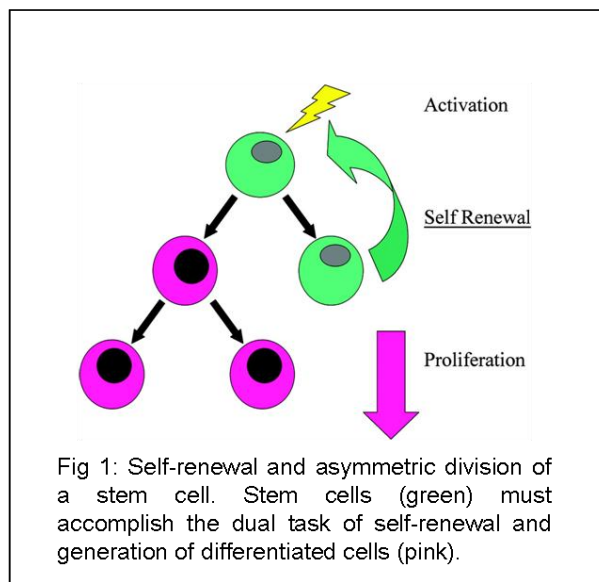 Activation
Self Renewal
Proliferation
Fig 1: Self-renewal and asymmetric division of
a stem cell. Stem cells (green) must
accomplish the dual task of self-renewal and
generation of differentiated cells (pink).